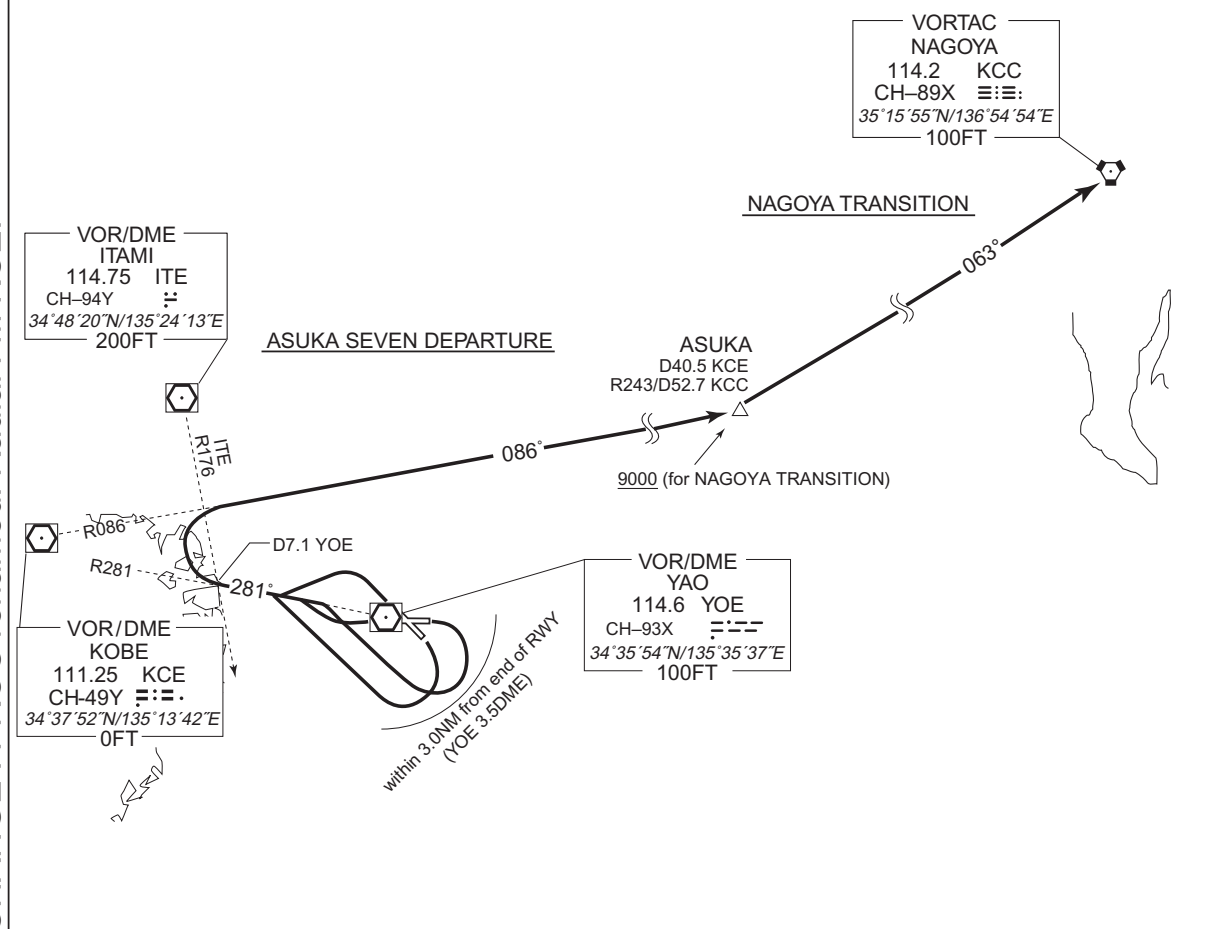 VORTAC
NAGOYA
114.2 KCC
CH–89X
35°15´55˝N/136°54´54˝E
100FT
NAGOYA TRANSITION
063°
VOR/DME
ITAMI
114.75 ITE
CH–94Y
34°48´20˝N/135°24´13˝E
200FT
ASUKA SEVEN DEPARTURE
ASUKA
D40.5 KCE
R243/D52.7 KCC
086°
9000 (for NAGOYA TRANSITION)
ITE
R176
R086
R281
D7.1 YOE
281°
VOR/DME
KOBE
111.25 KCE
CH-49Y
34°37´52˝N/135°13´42˝E
0FT
VOR/DME
YAO
114.6 YOE
CH–93X
34°35´54˝N/135°35´37˝E
100FT
within 3.0NM from end of RWY
(YOE 3.5DME)